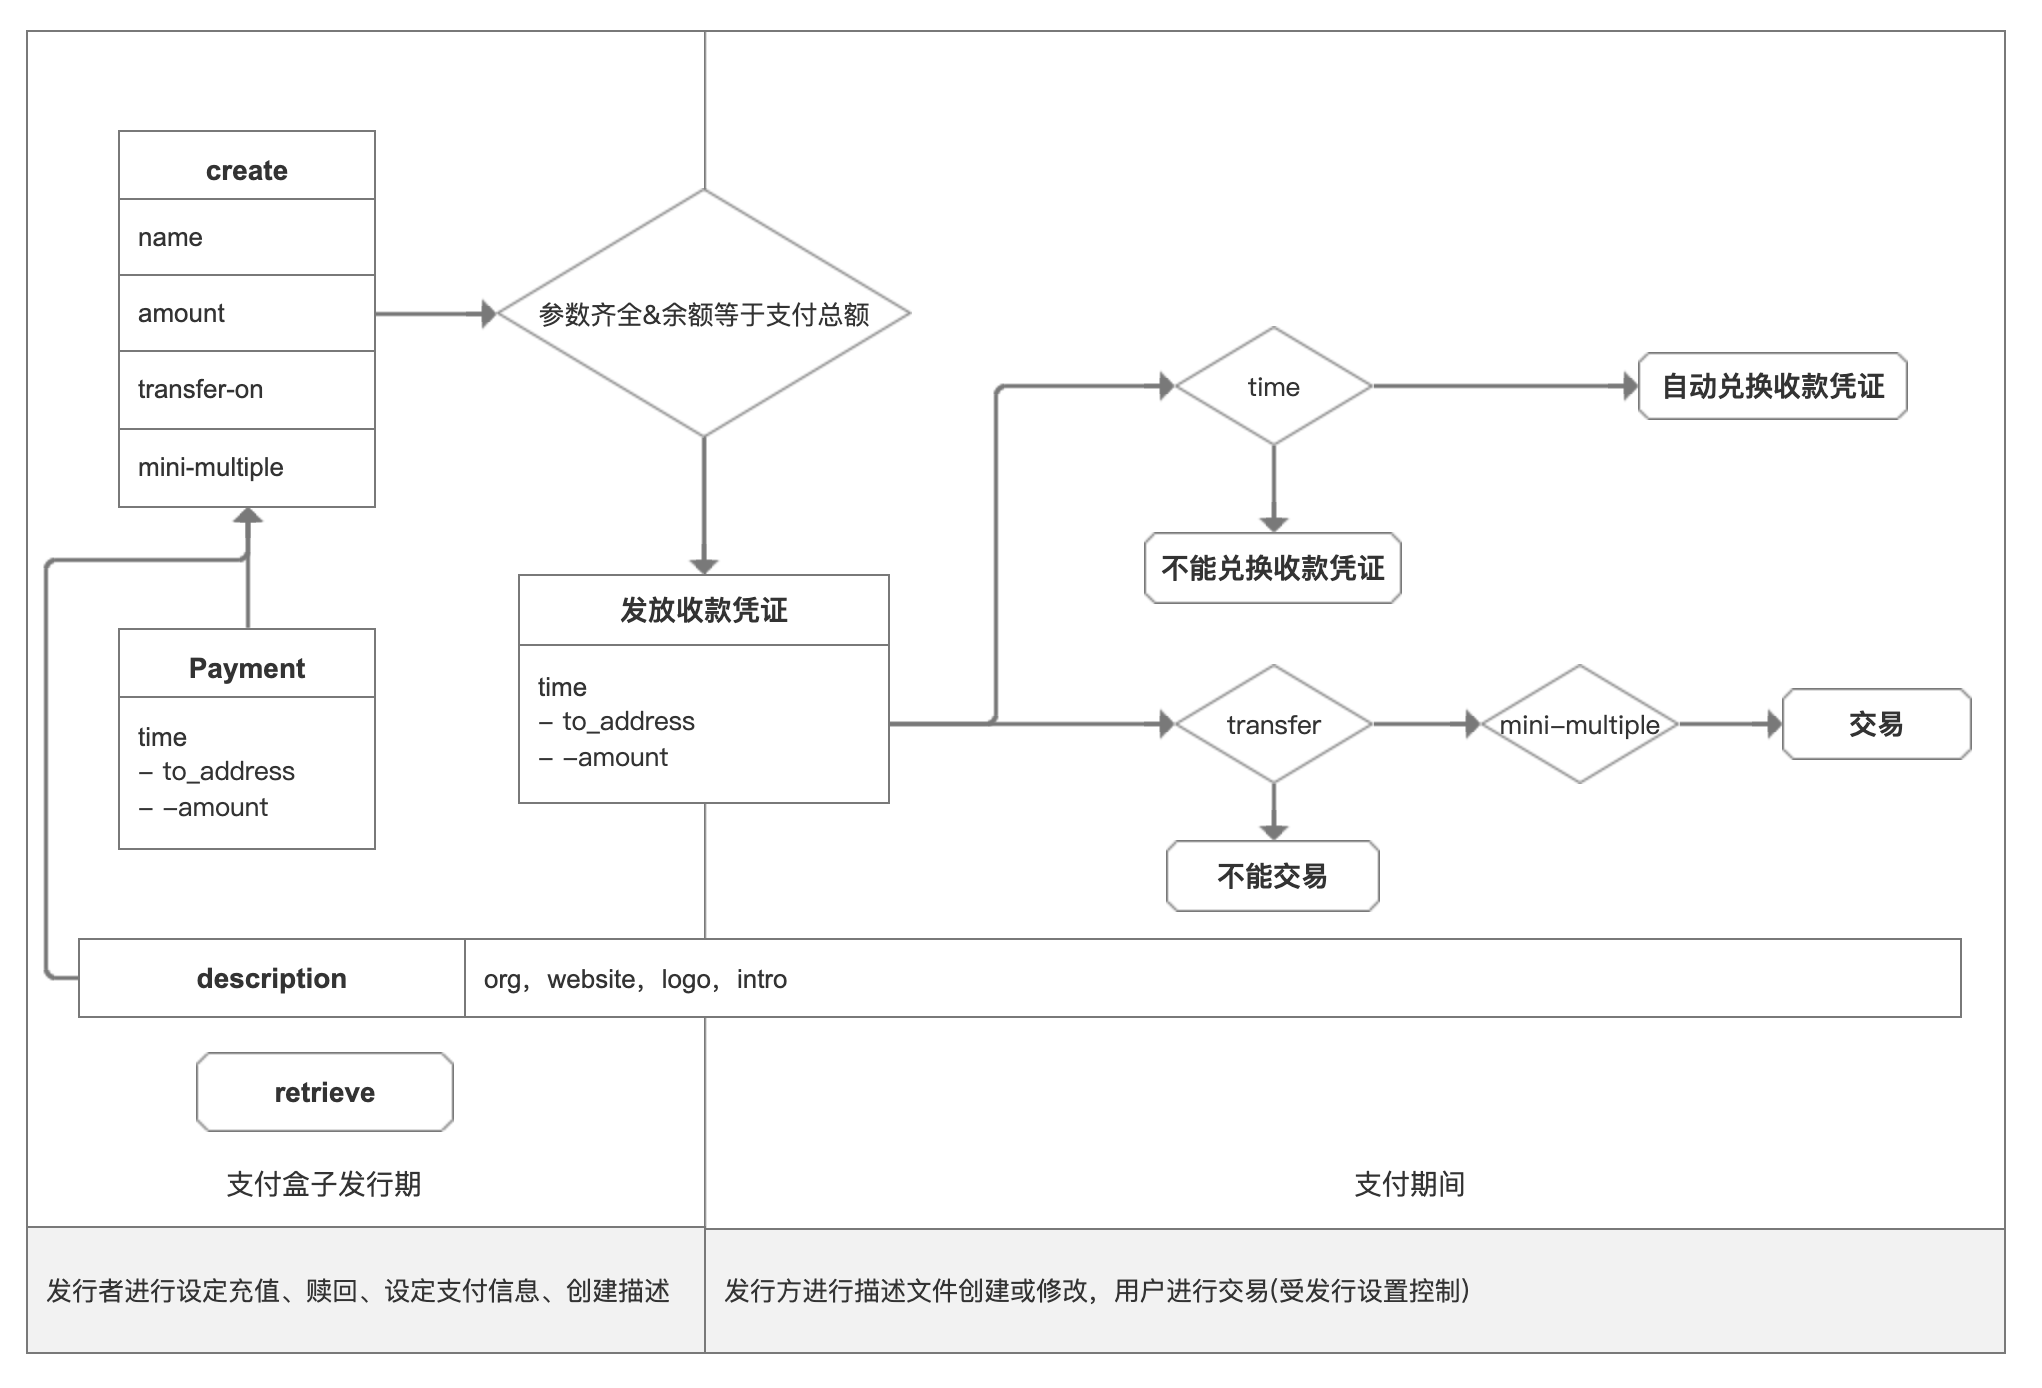 create
name
amount
transfer-on
mini-multiple
参数齐全&余额等于支付总额
Payment
time
– to_address
– –amount
发放收款凭证
time
– to_address
– –amount
time
自动兑换收款凭证
不能兑换收款凭证
transfer
mini–multiple
交易
不能交易
description
org，website，logo，intro
retrieve
支付盒子发行期
支付期间
发行者进行设定充值、赎回、设定支付信息、创建描述
发行方进行描述文件创建或修改，用户进行交易(受发行设置控制)